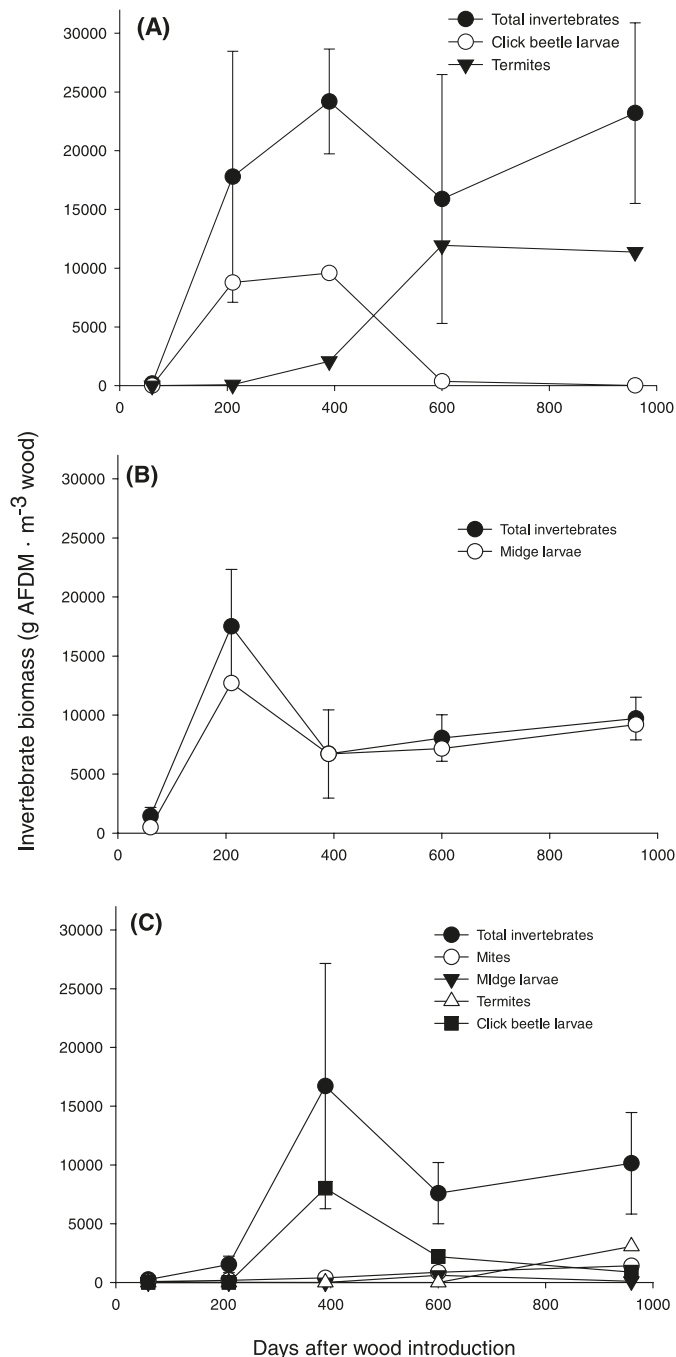 (A)
Total invertebrates
Click beetle larvae
Termites
30000
25000
20000
15000
10000
5000
0
0 200 400 600 800 1000
(B)
Total invertebrates
Midge larvae
30000
25000
20000
15000
10000
5000
0
0 200 400 600 800 1000
(C)
Total invertebrates
Mites
MIdge larvae
Termites
Click beetle larvae
30000
25000
20000
15000
10000
5000
0
0 200 400 600 800 1000
Invertebrate biomass (g AFDM · m-3 wood)
Days after wood introduction